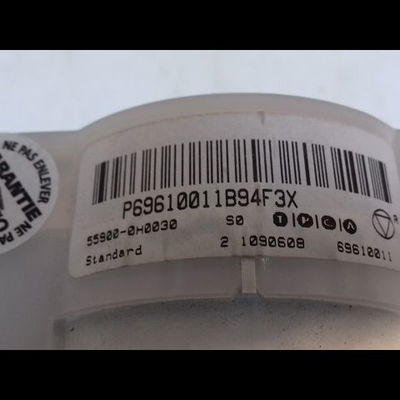 NE PAS ENLEVER
GARANTIE
P69610011B94F3X
55900-0H0030 S0 T P C A
Standard 2 1090608 69610011